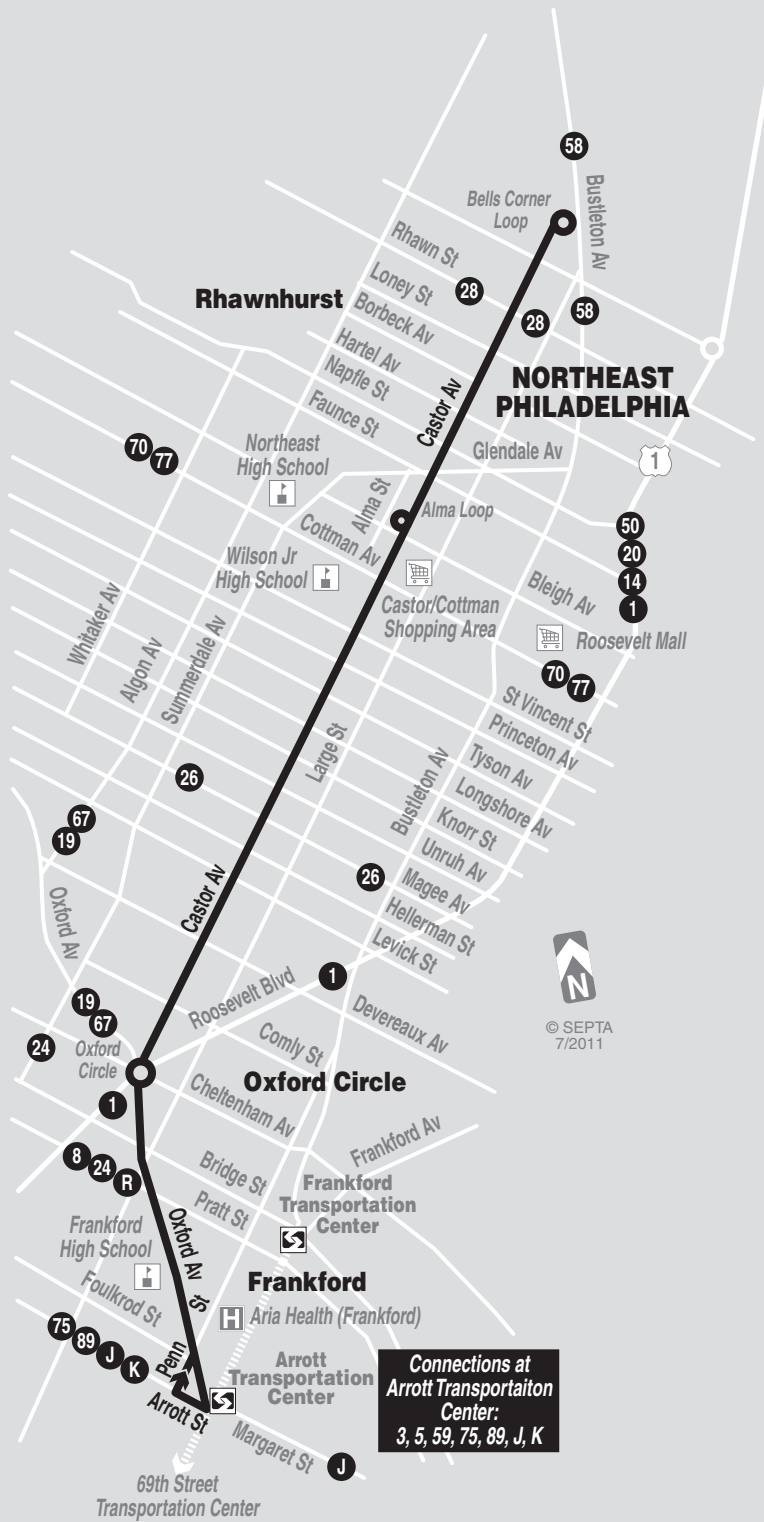 58
Bustleton Av
Bells Corner
Loop
Rhawn St
28
Loney St
Rhawnhurst
Borbeck Av
28
58
Hartel Av
Napfle St
Faunce St
NORTHEAST
PHILADELPHIA
Castor Av
70
77
Northeast
High School
Glendale Av
1
Alma St
Alma Loop
Cottman Av
50
20
14
1
Wilson Jr
High School
Castor/Cottman
Shopping Area
Bleigh Av
Roosevelt Mall
Whitaker Av
Algon Av
Summerdale Av
70
77
St Vincent St
Princeton Av
Tyson Av
Longshore Av
Knorr St
Unruh Av
Magee Av
Hellerman St
Levick St
Large St
Bustleton Av
26
67
19
26
Castor Av
Oxford Av
Roosevelt Blvd
1
N
© SEPTA
7/2011
19
67
24
Oxford
Circle
Devereaux Av
Comly St
Oxford Circle
1
Cheltenham Av
Frankford Av
8
24
R
Bridge St
Pratt St
Frankford
Transportation
Center
Frankford
High School
Oxford Av
St
Foulkrod St
Frankford
H
Aria Health (Frankford)
75
89
J
K
Penn
Arrott St
Arrott
Transportation
Center
Connections at
Arrott Transportaiton
Center:
3, 5, 59, 75, 89, J, K
Margaret St
J
69th Street
Transportation Center